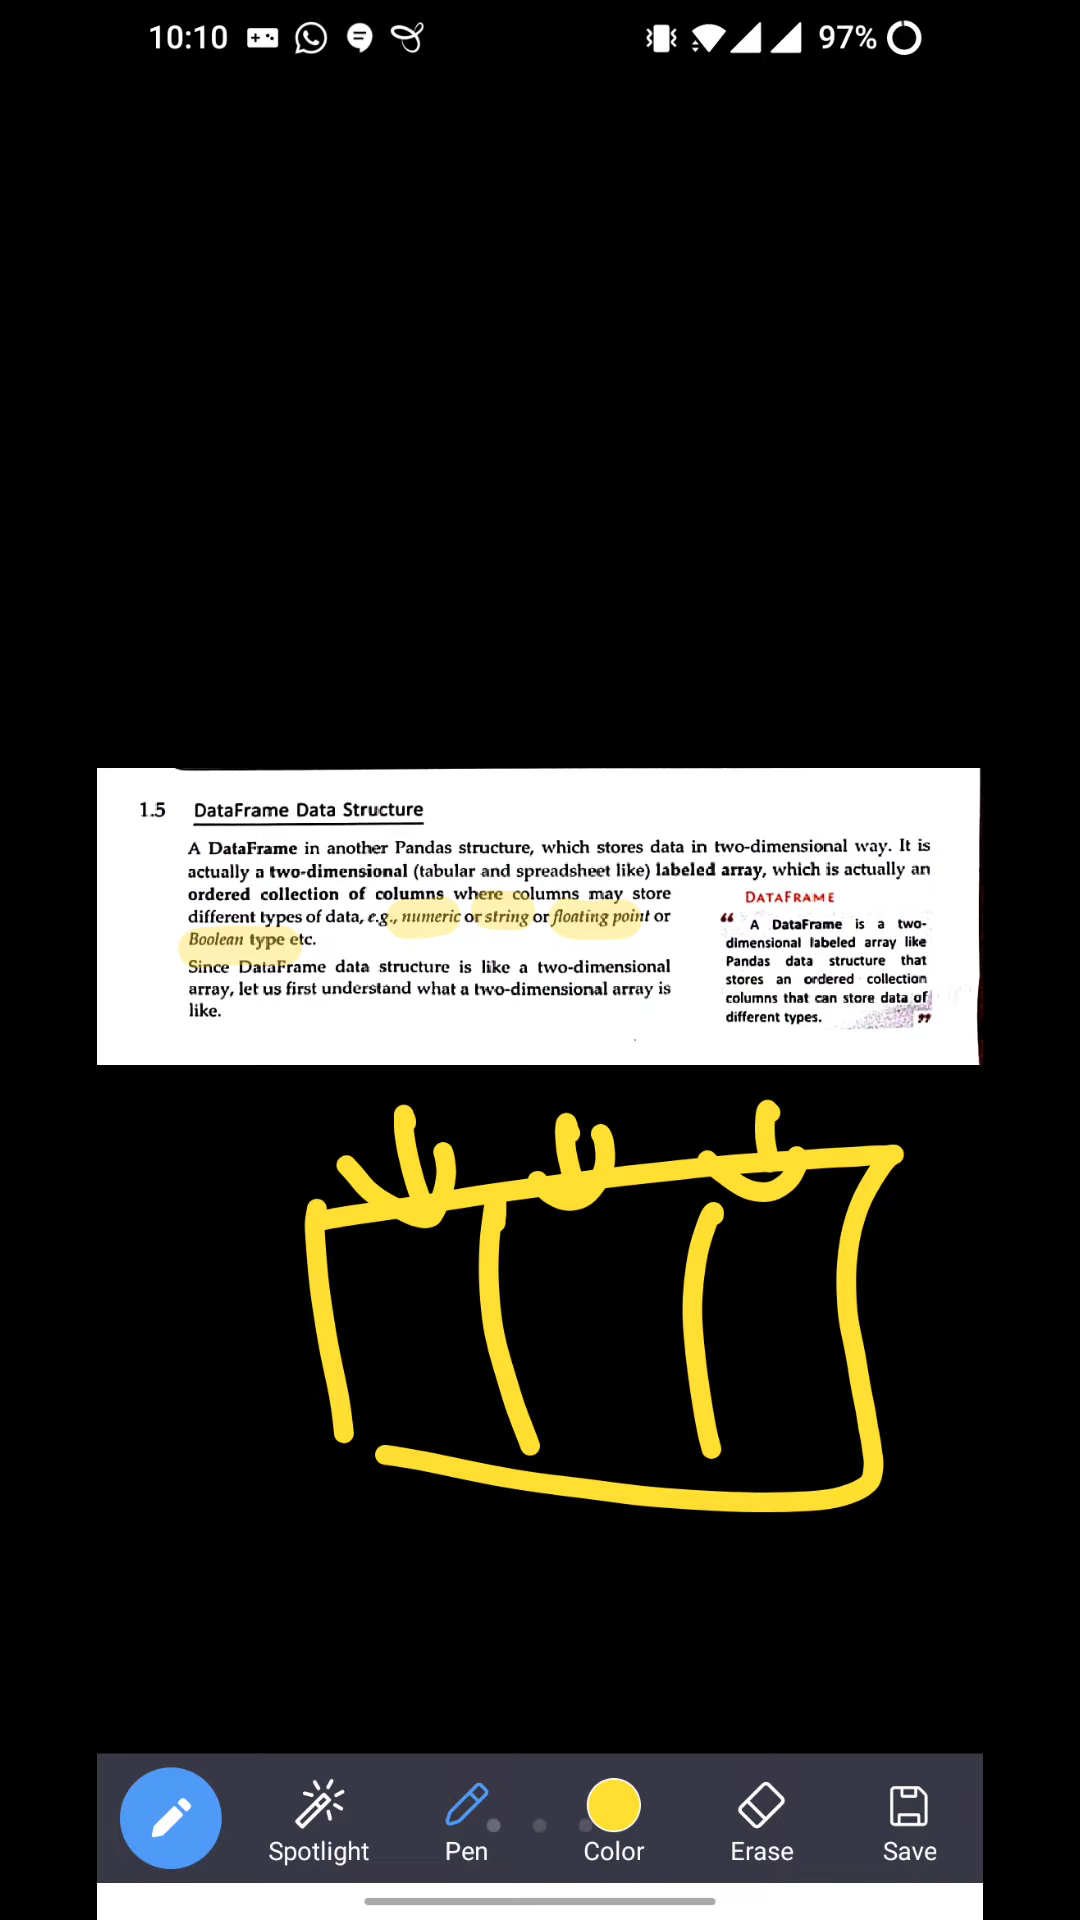 10:10
97%
1.5 DataFrame Data Structure
A DataFrame in another Pandas structure, which stores data in two-dimensional way. It is
actually a two-dimensional (tabular and spreadsheet like) labeled array, which is actually an
ordered collection of columns where columns may store
different types of data, e.g., numeric or string or floating point or
Boolean type etc.
Since DataFrame data structure is like a two-dimensional
array, let us first understand what a two-dimensional array is
like.
DATAFRAME
“ A DataFrame is a two-
dimensional labeled array like
Pandas data structure that
stores an ordered collection
columns that can store data of
different types. ”
Spotlight
Pen
Color
Erase
Save